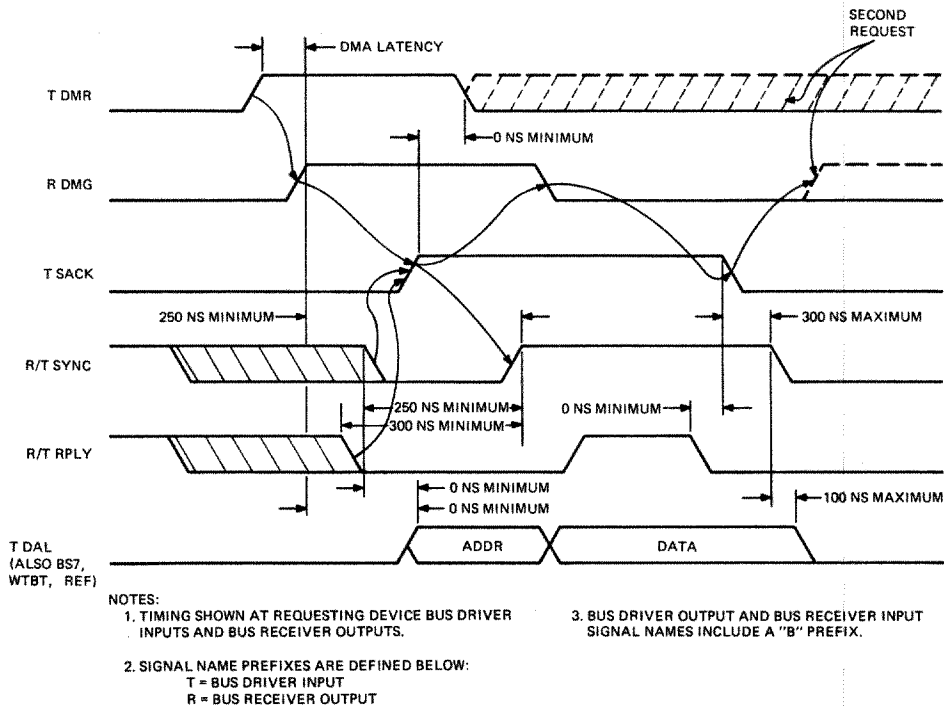 SECOND
REQUEST
DMA LATENCY
T DMR
0 NS MINIMUM
R DMG
T SACK
250 NS MINIMUM
300 NS MAXIMUM
R/T SYNC
250 NS MINIMUM
0 NS MINIMUM
300 NS MINIMUM
R/T RPLY
0 NS MINIMUM
100 NS MAXIMUM
0 NS MINIMUM
T DAL
(ALSO BS7,
WTBT, REF)
ADDR
DATA
NOTES:
1. TIMING SHOWN AT REQUESTING DEVICE BUS DRIVER
INPUTS AND BUS RECEIVER OUTPUTS.
2. SIGNAL NAME PREFIXES ARE DEFINED BELOW:
T = BUS DRIVER INPUT
R = BUS RECEIVER OUTPUT
3. BUS DRIVER OUTPUT AND BUS RECEIVER INPUT
SIGNAL NAMES INCLUDE A "B" PREFIX.